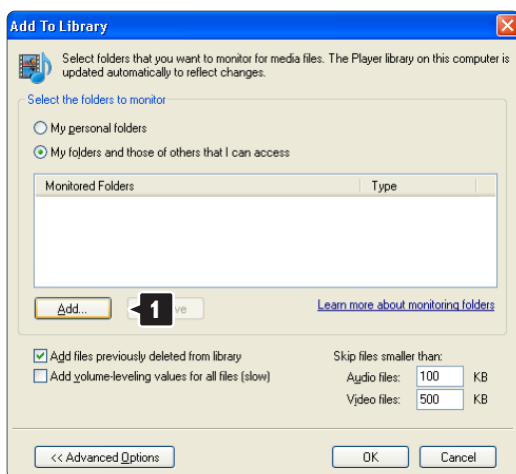 Add To Library
Select folders that you want to monitor for media files. The Player library on this computer is
updated automatically to reflect changes.
Select the folders to monitor
My personal folders
My folders and those of others that I can access
Monitored Folders Type
Add... 1 Learn more about monitoring folders
Add files previously deleted from library Skip files smaller than:
Add volume-leveling values for all files (slow) Audio files: 100 KB
Video files: 500 KB
<< Advanced Options OK Cancel